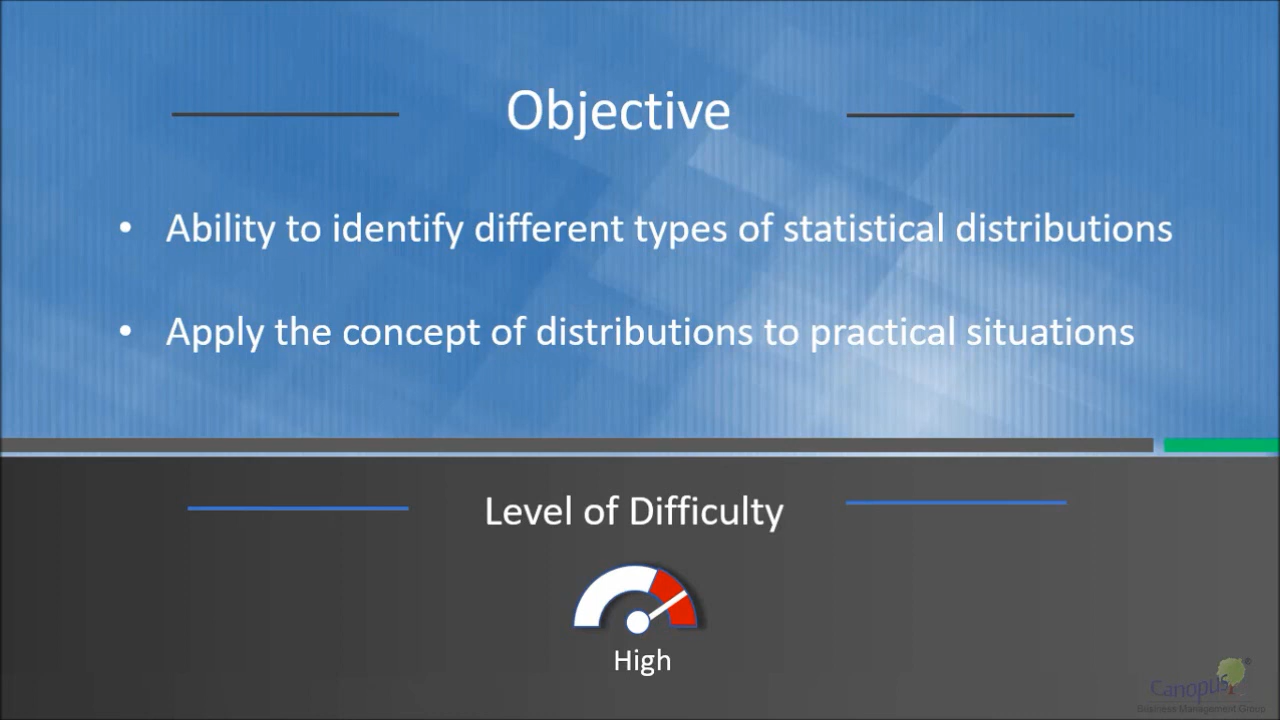 Objective
• Ability to identify different types of statistical distributions
• Apply the concept of distributions to practical situations
Level of Difficulty
High
Canopus
Business Management Group